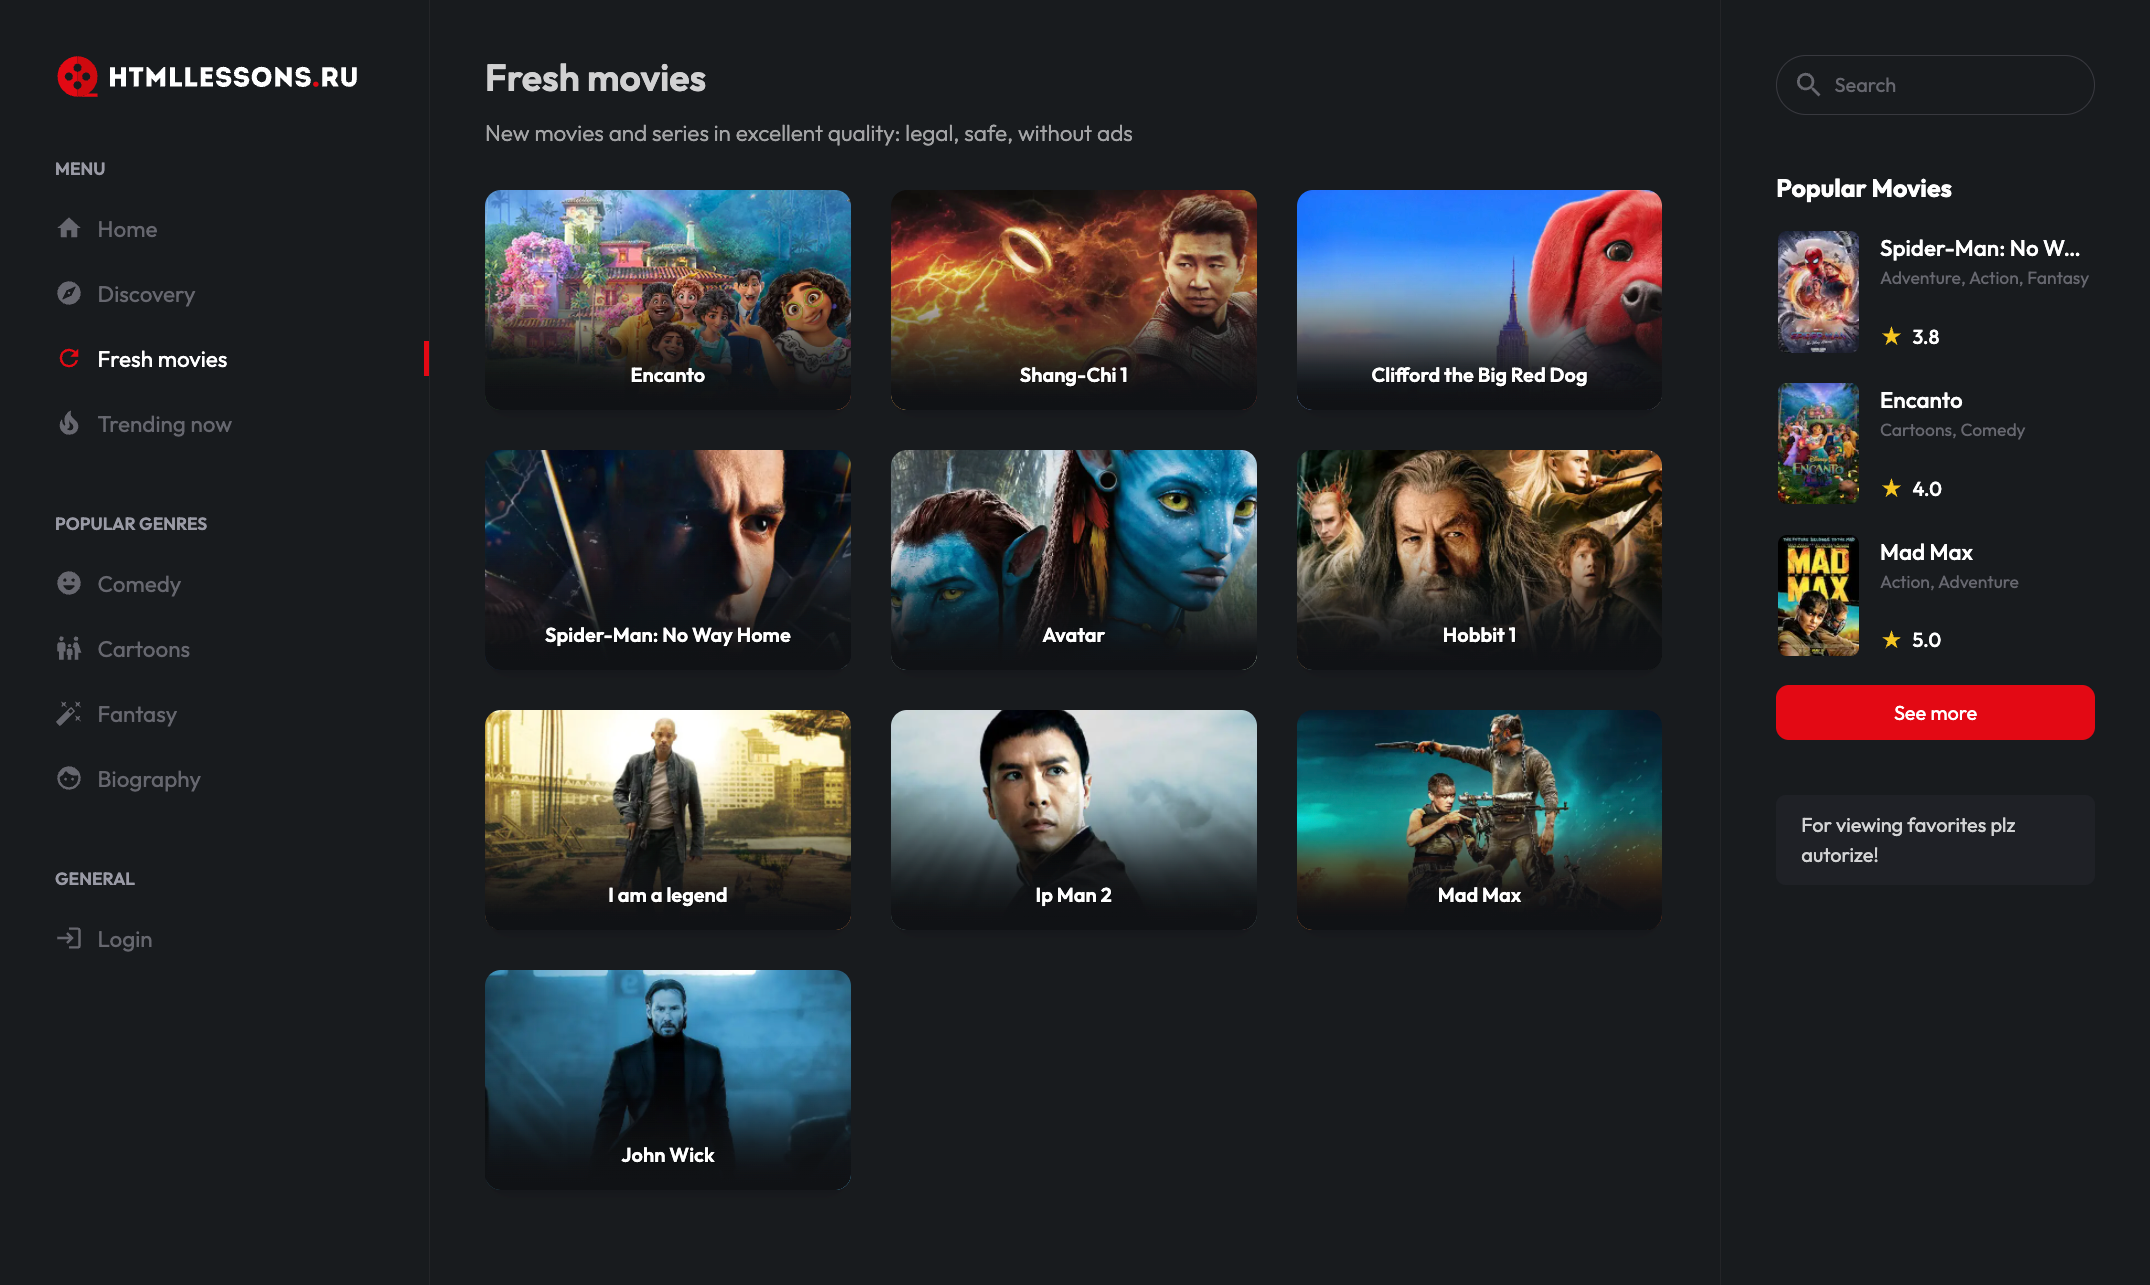 HTMLLESSONS.RU
MENU
Home
Discovery
Fresh movies
Trending now
POPULAR GENRES
Comedy
Cartoons
Fantasy
Biography
GENERAL
Login
Fresh movies
New movies and series in excellent quality: legal, safe, without ads
Encanto
Shang-Chi 1
Clifford the Big Red Dog
Spider-Man: No Way Home
Avatar
Hobbit 1
I am a legend
Ip Man 2
Mad Max
John Wick
Search
Popular Movies
Spider-Man: No W...
Adventure, Action, Fantasy
3.8
Encanto
Cartoons, Comedy
4.0
ENCANTO
Mad Max
Action, Adventure
5.0
MAD
MAX
See more
For viewing favorites plz
autorize!